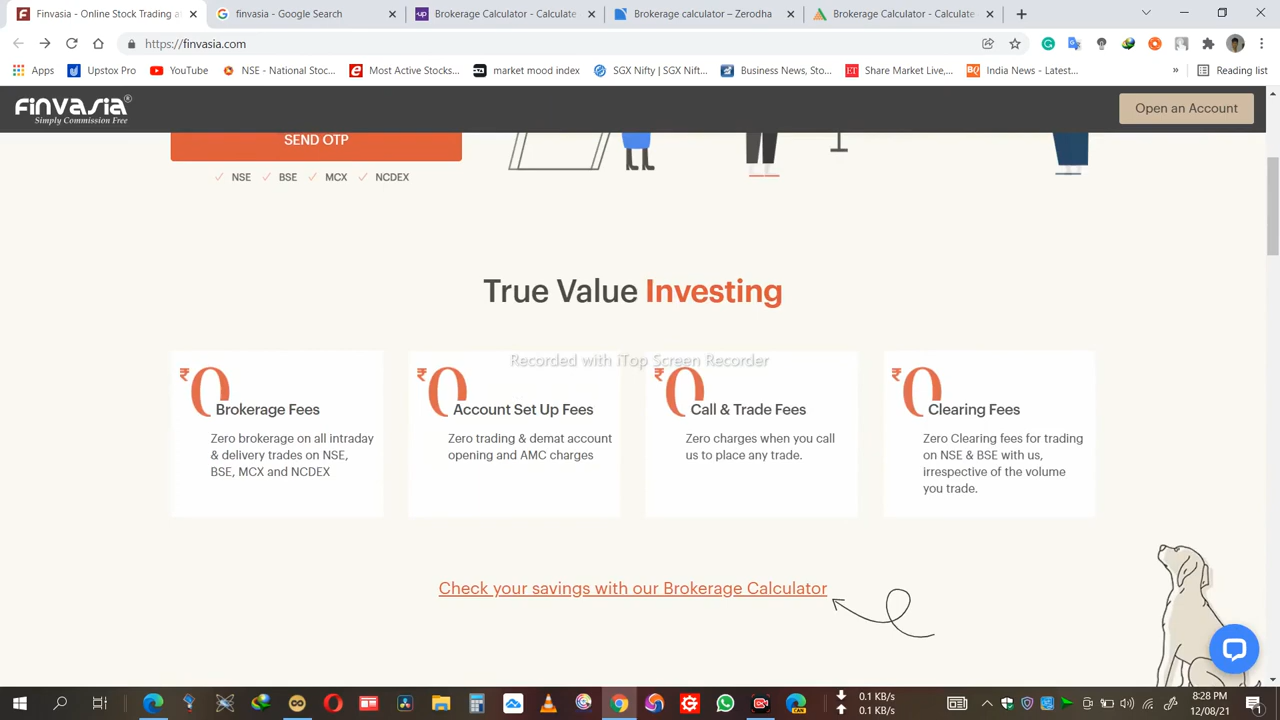 Finvasia - Online Stock Trading a
finvasia - Google Search
Brokerage Calculator - Calculate
Brokerage calculator – Zerodha
Brokerage Calculator - Calculate
https://finvasia.com
Apps
Upstox Pro
YouTube
NSE - National Stoc...
Most Active Stocks...
market mood index
SGX Nifty | SGX Nift...
Business News, Sto...
Share Market Live,...
India News - Latest...
»
Reading list
Finvasia®
Simply Commission Free
Open an Account
SEND OTP
NSE
BSE
MCX
NCDEX
True Value Investing
Recorded with iTop Screen Recorder
₹0 Brokerage Fees
Zero brokerage on all intraday
& delivery trades on NSE,
BSE, MCX and NCDEX
₹0 Account Set Up Fees
Zero trading & demat account
opening and AMC charges
₹0 Call & Trade Fees
Zero charges when you call
us to place any trade.
₹0 Clearing Fees
Zero Clearing fees for trading
on NSE & BSE with us,
irrespective of the volume
you trade.
Check your savings with our Brokerage Calculator
0.1 KB/s
0.1 KB/s
8:28 PM
12/08/21